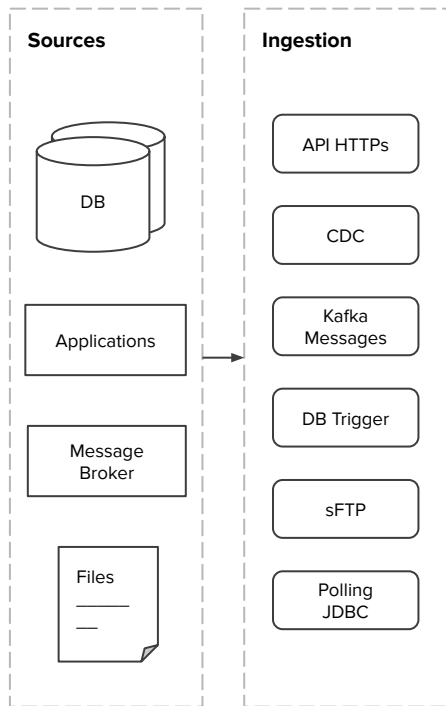 Sources
DB
Applications
Message
Broker
Files
Ingestion
API HTTPs
CDC
Kafka
Messages
DB Trigger
sFTP
Polling
JDBC